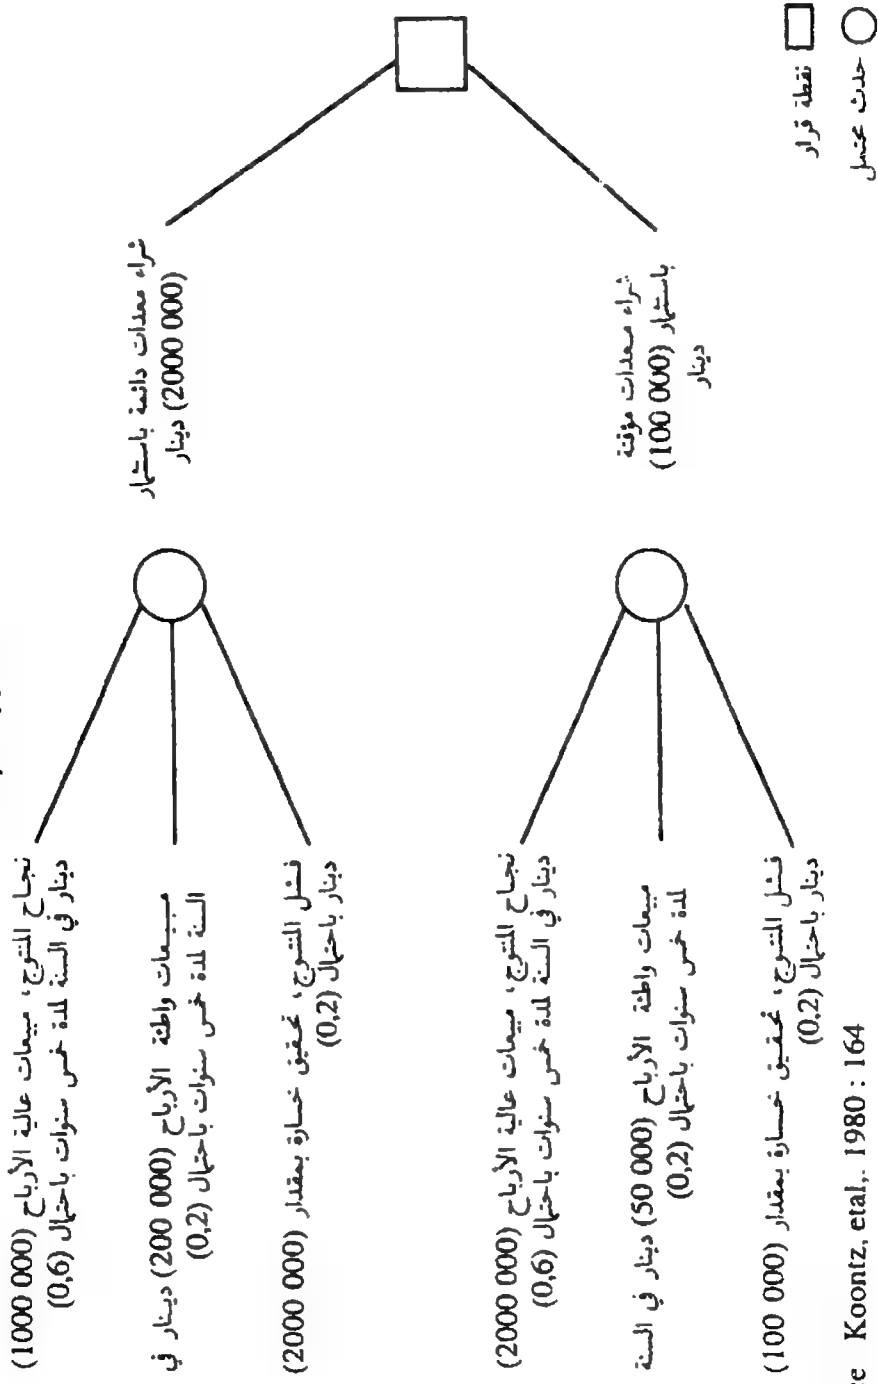 شراء معدات دائمة باستثمار
(2000 000) دينار
شراء معدات مؤقتة
باستثمار (100 000)
دينار
نجاح المتتوج، مبيعات عالية الأرباح (1000 000)
دينار في السنة لمدة خمس سنوات باحتمال (0,6)
مبيعات واطئة الأرباح (200 000) دينار في
السنة لمدة خمس سنوات باحتمال (0,2)
فشل المتتوج، تحقيق خسارة بمقدار (2000 000)
دينار باحتمال (0,2)
نجاح المتتوج، مبيعات عالية الأرباح (2000 000)
دينار في السنة لمدة خمس سنوات باحتمال (0,6)
مبيعات واطئة الأرباح (50 000) دينار في السنة
لمدة خمس سنوات باحتمال (0,2)
فشل المتتوج، تحقيق خسارة بمقدار (100 000)
دينار باحتمال (0,2)
نقطة قرار
حدث محتمل
Koontz, etal,. 1980 : 164